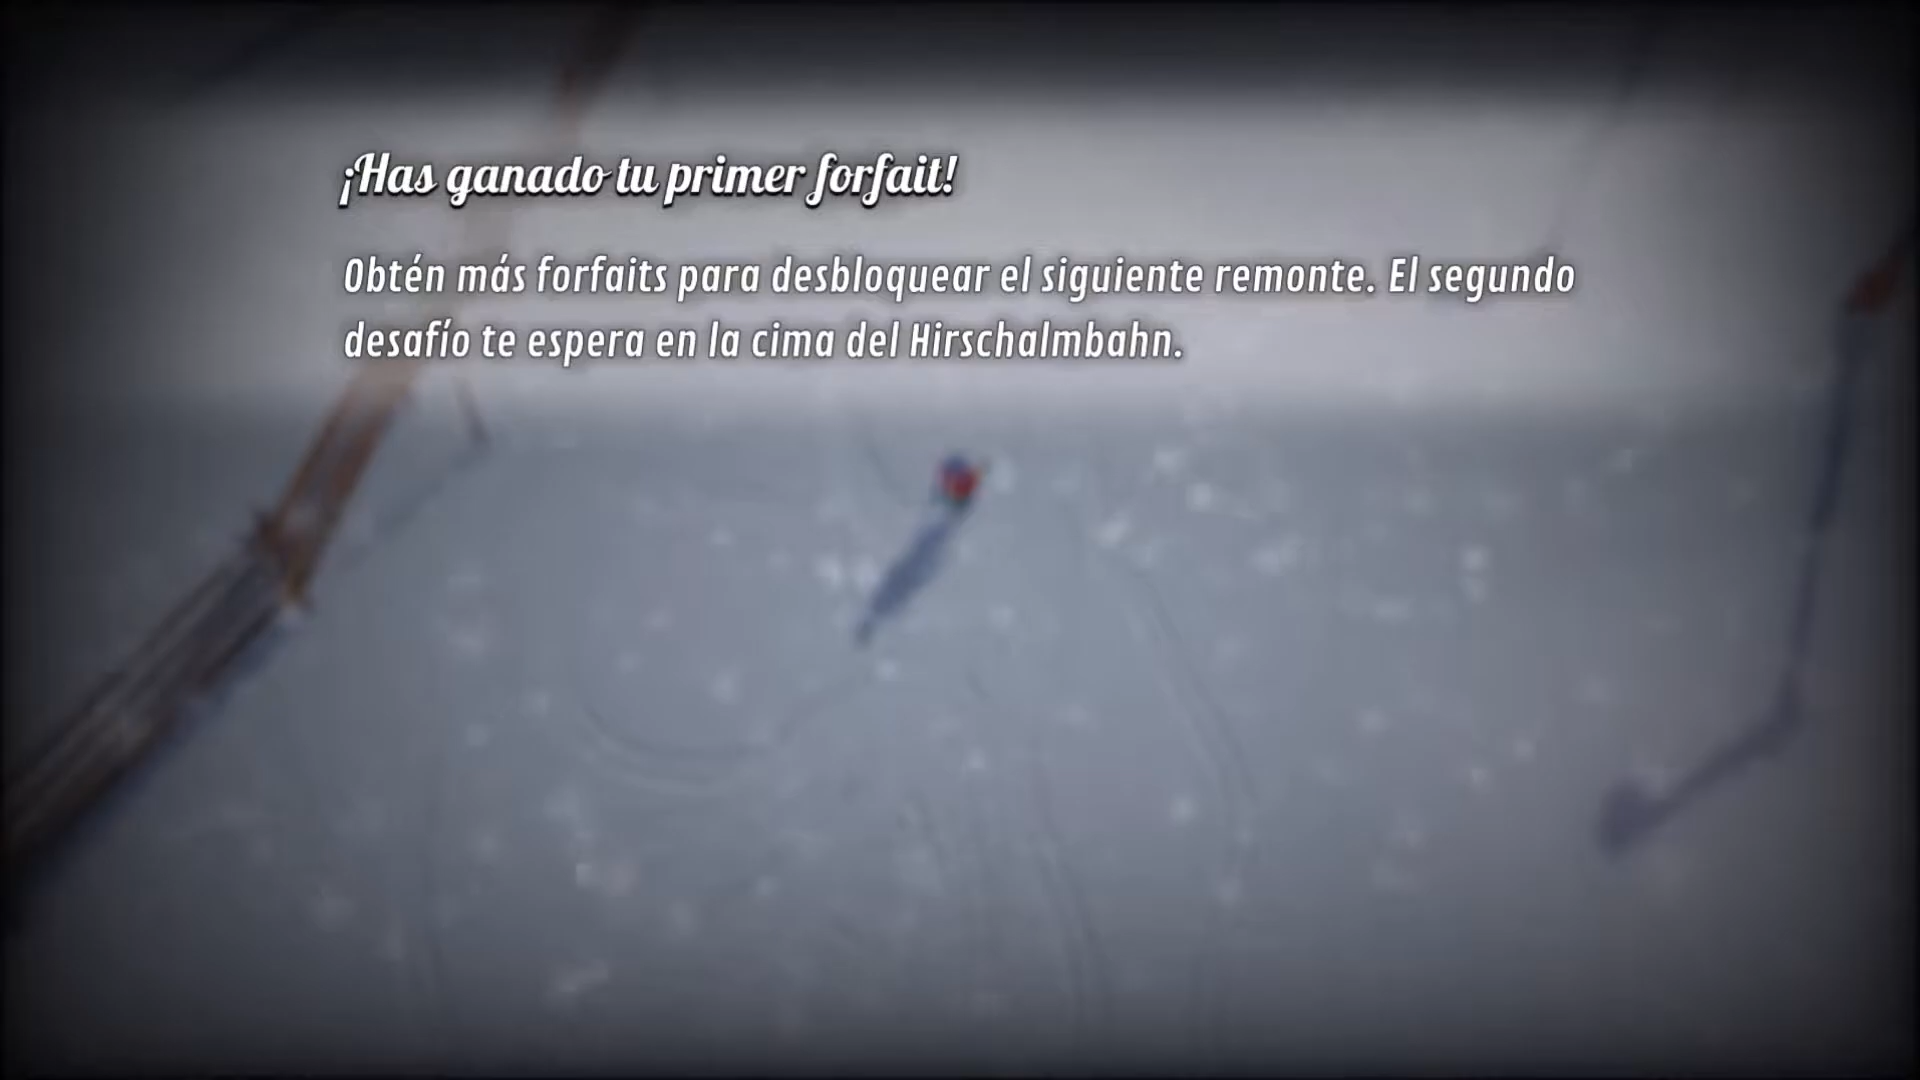 ¡Has ganado tu primer forfait!
Obtén más forfaits para desbloquear el siguiente remonte. El segundo
desafío te espera en la cima del Hirschalmbahn.